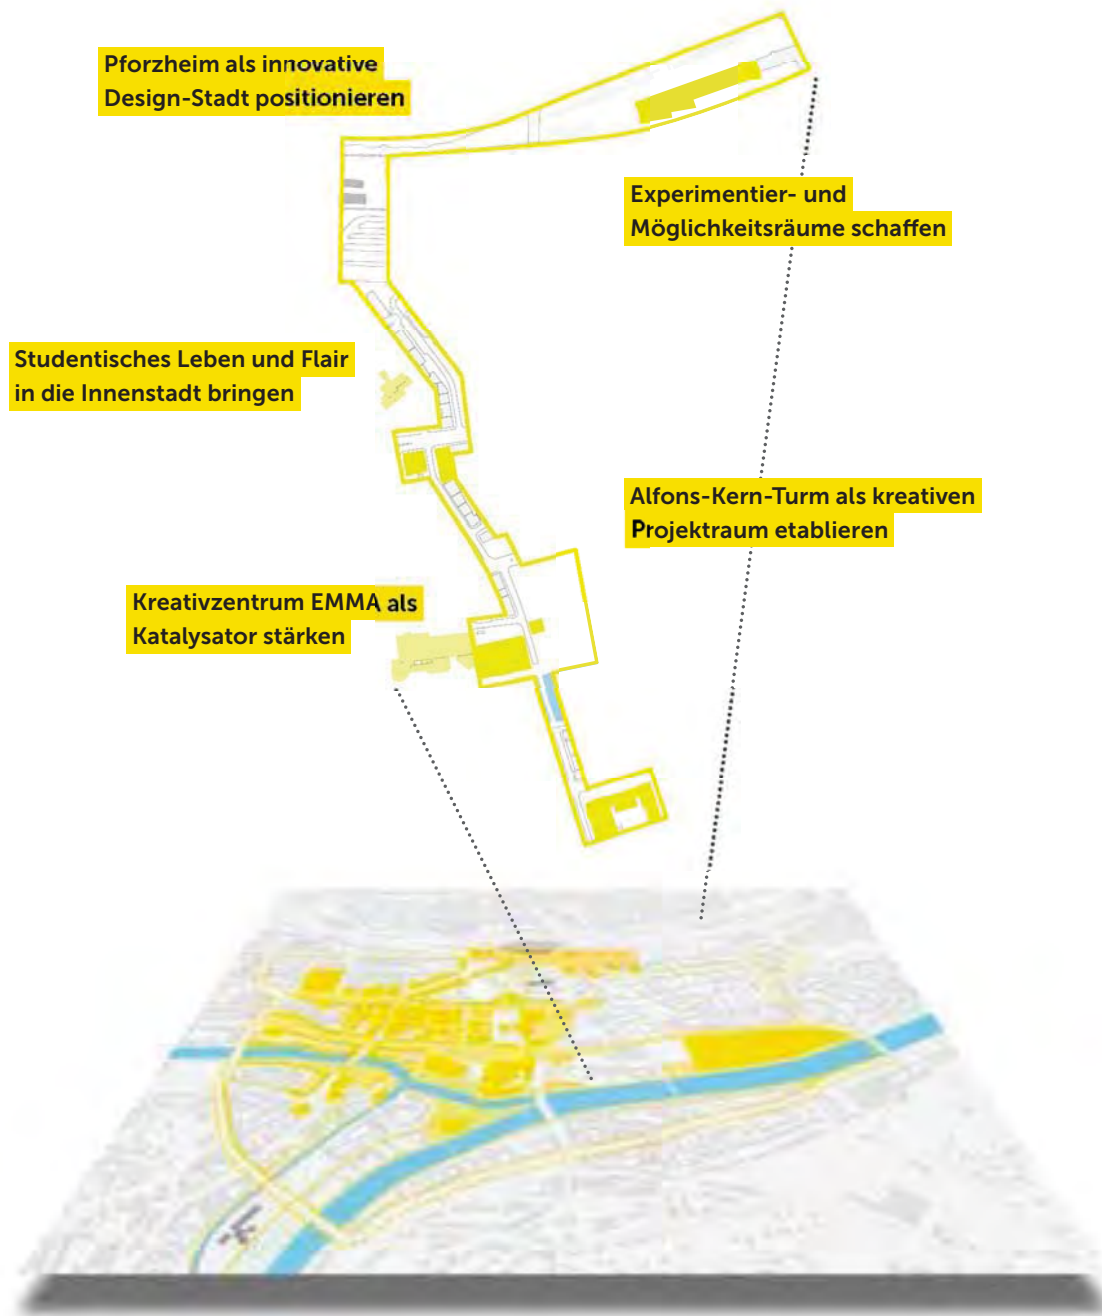 Pforzheim als innovative
Design-Stadt positionieren
Experimentier- und
Möglichkeitsräume schaffen
Studentisches Leben und Flair
in die Innenstadt bringen
Alfons-Kern-Turm als kreativen
Projektraum etablieren
Kreativzentrum EMMA als
Katalysator stärken